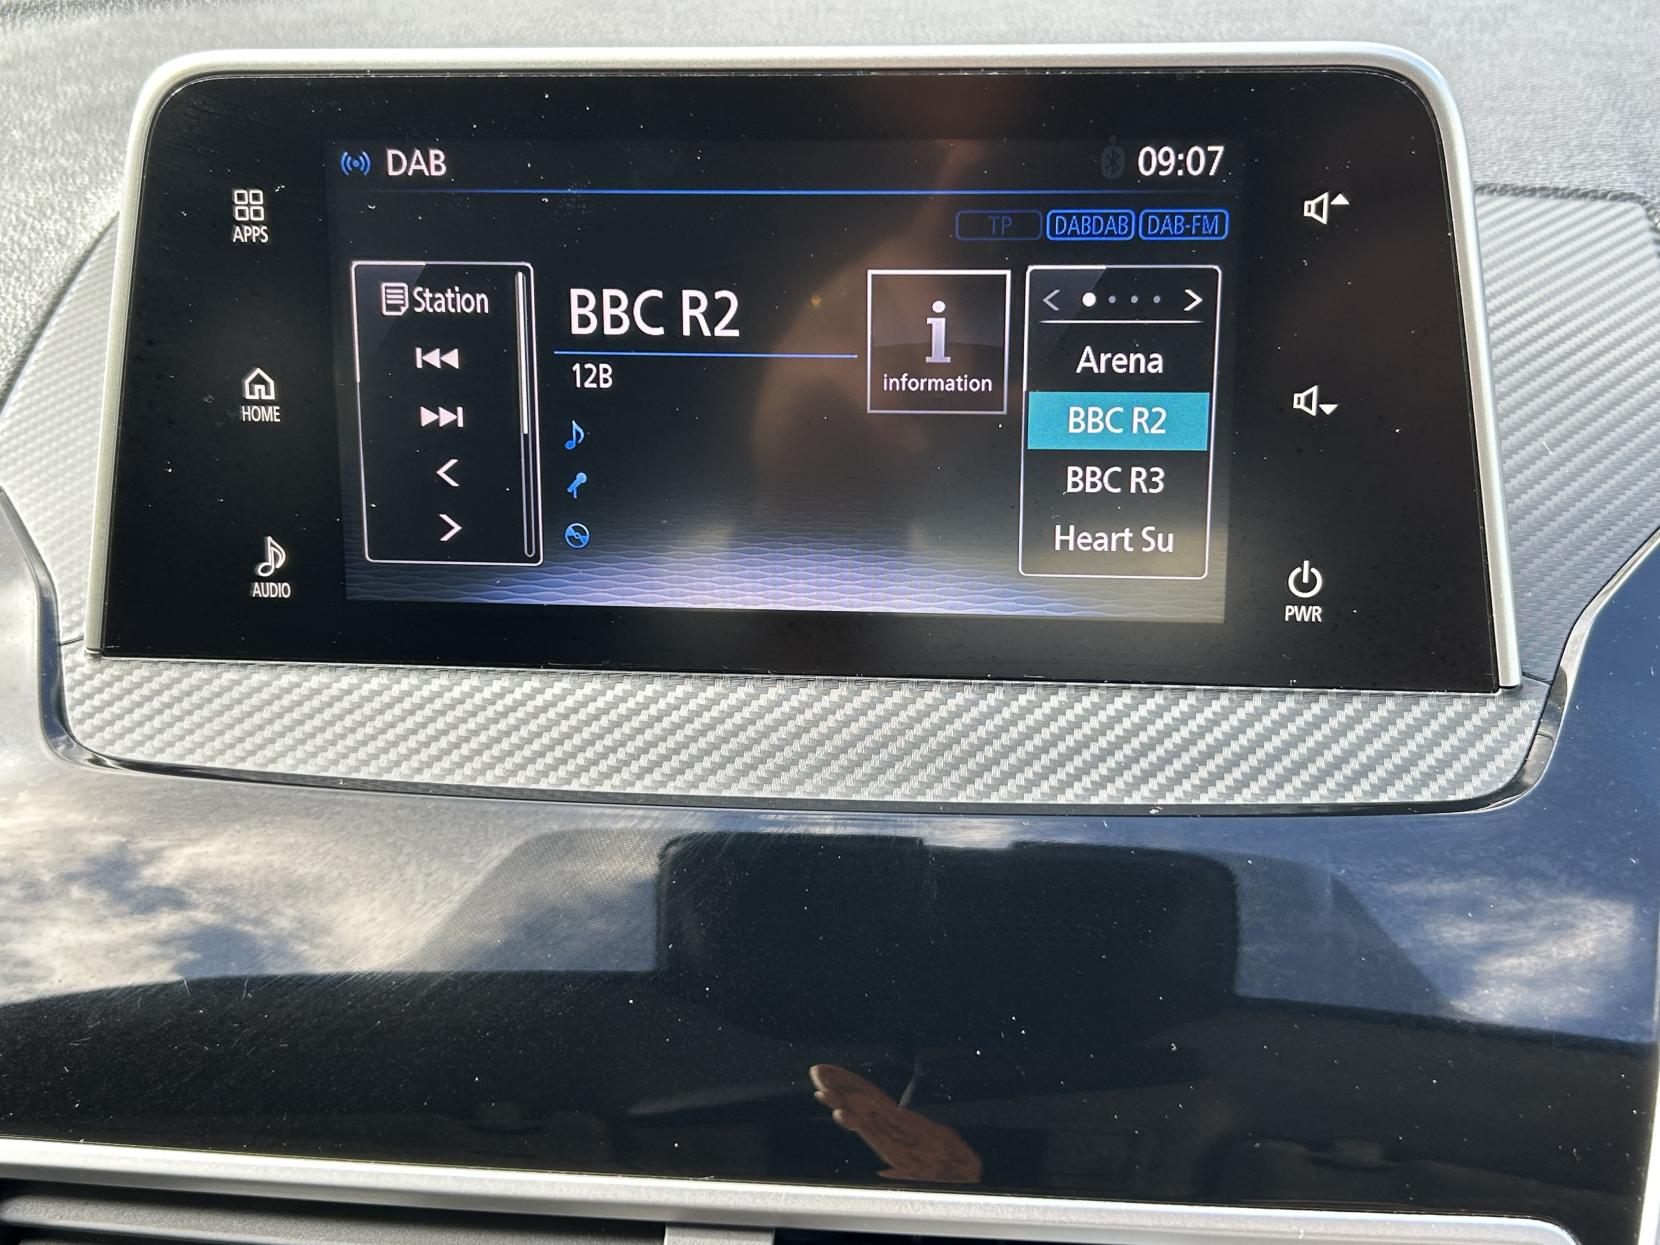 DAB
09:07
APPS
TP DABDAB DAB-FM
Station
BBC R2
12B
information
Arena
BBC R2
BBC R3
Heart Su
HOME
AUDIO
PWR